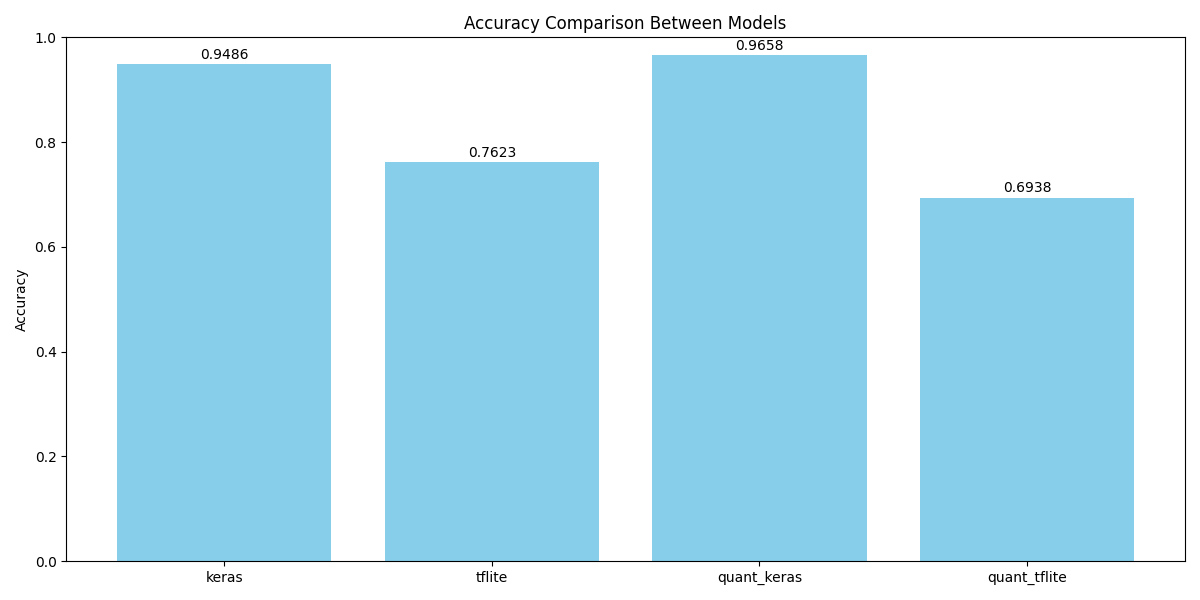 Accuracy Comparison Between Models
1.0
0.8
0.6
0.4
0.2
0.0
Accuracy
0.9486
0.7623
0.9658
0.6938
keras
tflite
quant_keras
quant_tflite